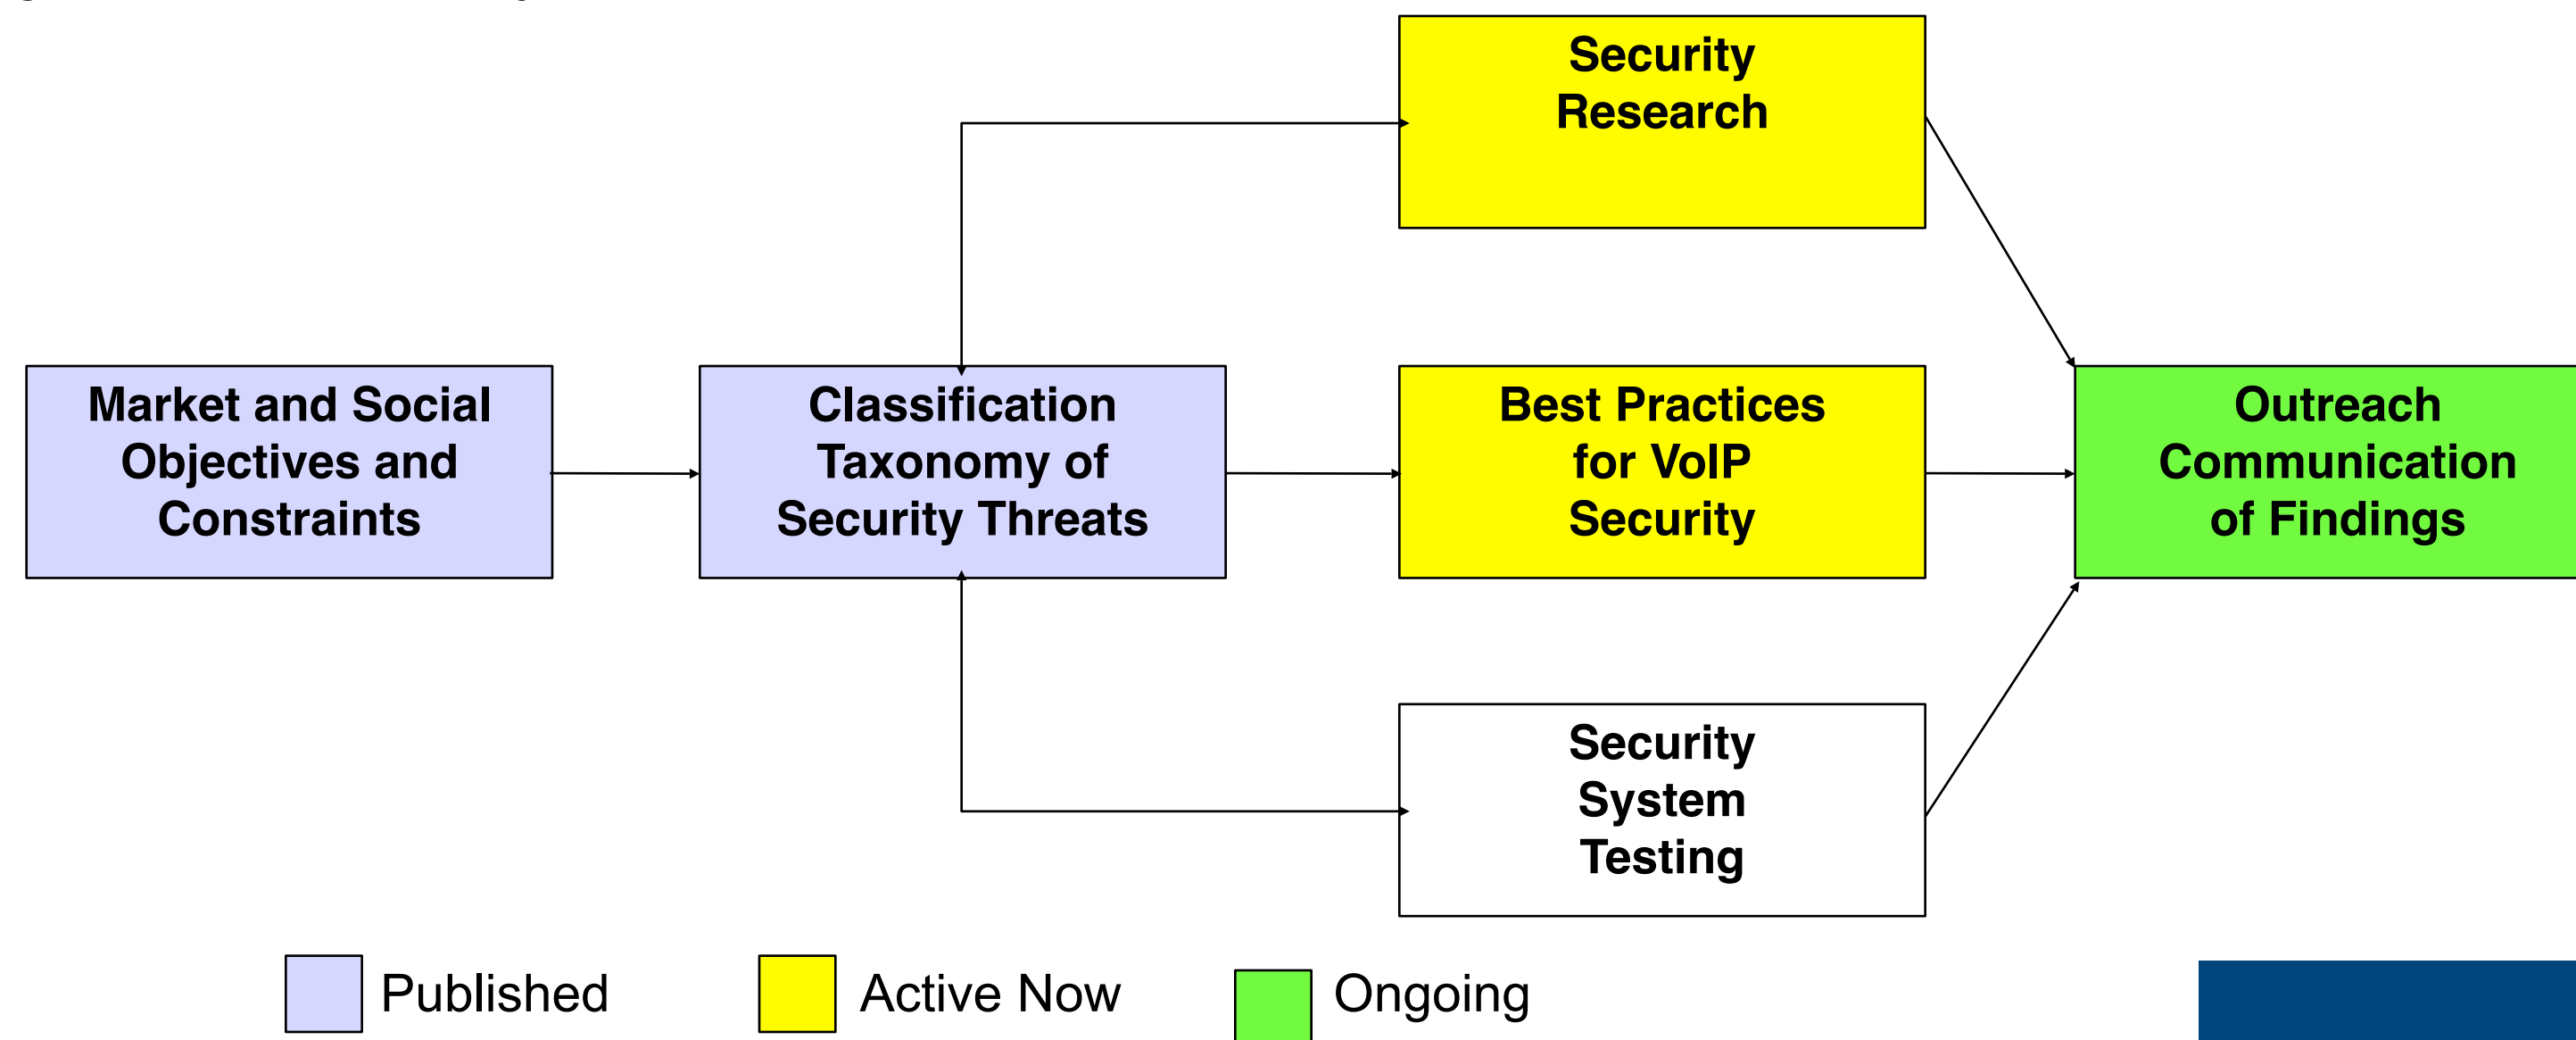 Security
Research
Market and Social
Objectives and
Constraints
Classification
Taxonomy of
Security Threats
Best Practices
for VoIP
Security
Outreach
Communication
of Findings
Security
System
Testing
Published
Active Now
Ongoing